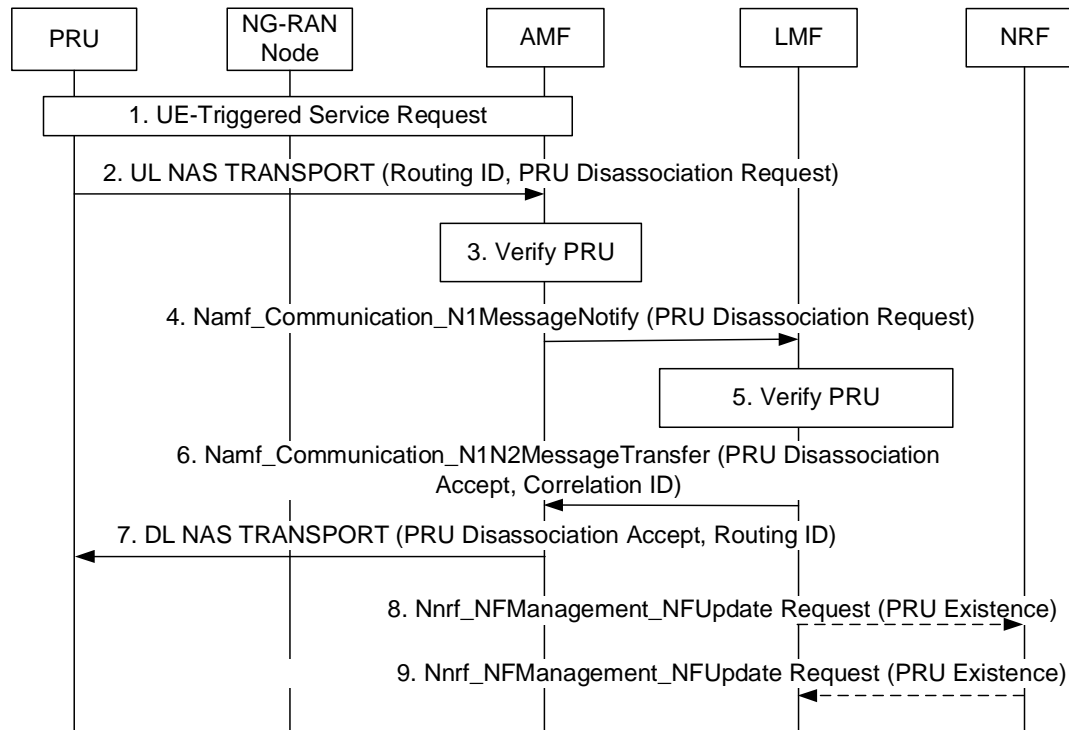 PRU
NG-RAN
Node
AMF
LMF
NRF
1. UE-Triggered Service Request
2. UL NAS TRANSPORT (Routing ID, PRU Disassociation Request)
3. Verify PRU
4. Namf_Communication_N1MessageNotify (PRU Disassociation Request)
5. Verify PRU
6. Namf_Communication_N1N2MessageTransfer (PRU Disassociation
Accept, Correlation ID)
7. DL NAS TRANSPORT (PRU Disassociation Accept, Routing ID)
8. Nnrf_NFManagement_NFUpdate Request (PRU Existence)
9. Nnrf_NFManagement_NFUpdate Request (PRU Existence)